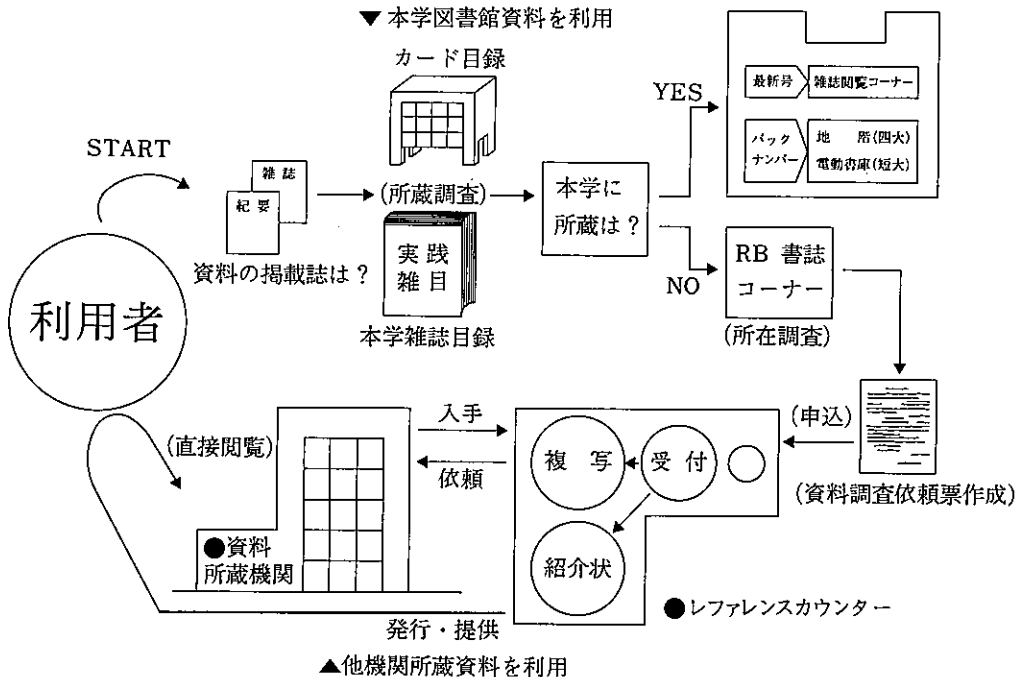 ▼本学図書館資料を利用
カード目録
START
雑誌
紀要
資料の掲載誌は？
(所蔵調査)
実践
雑目
本学雑誌目録
本学に
所蔵は？
YES
最新号
雑誌閲覧コーナー
バック
ナンバー
地　階(四大)
電動書庫(短大)
NO
RB 書誌
コーナー
(所在調査)
利用者
(資料調査依頼票作成)
(申込)
受付
複写
紹介状
●レファレンスカウンター
入手
依頼
(直接閲覧)
●資料
所蔵機関
発行・提供
▲他機関所蔵資料を利用